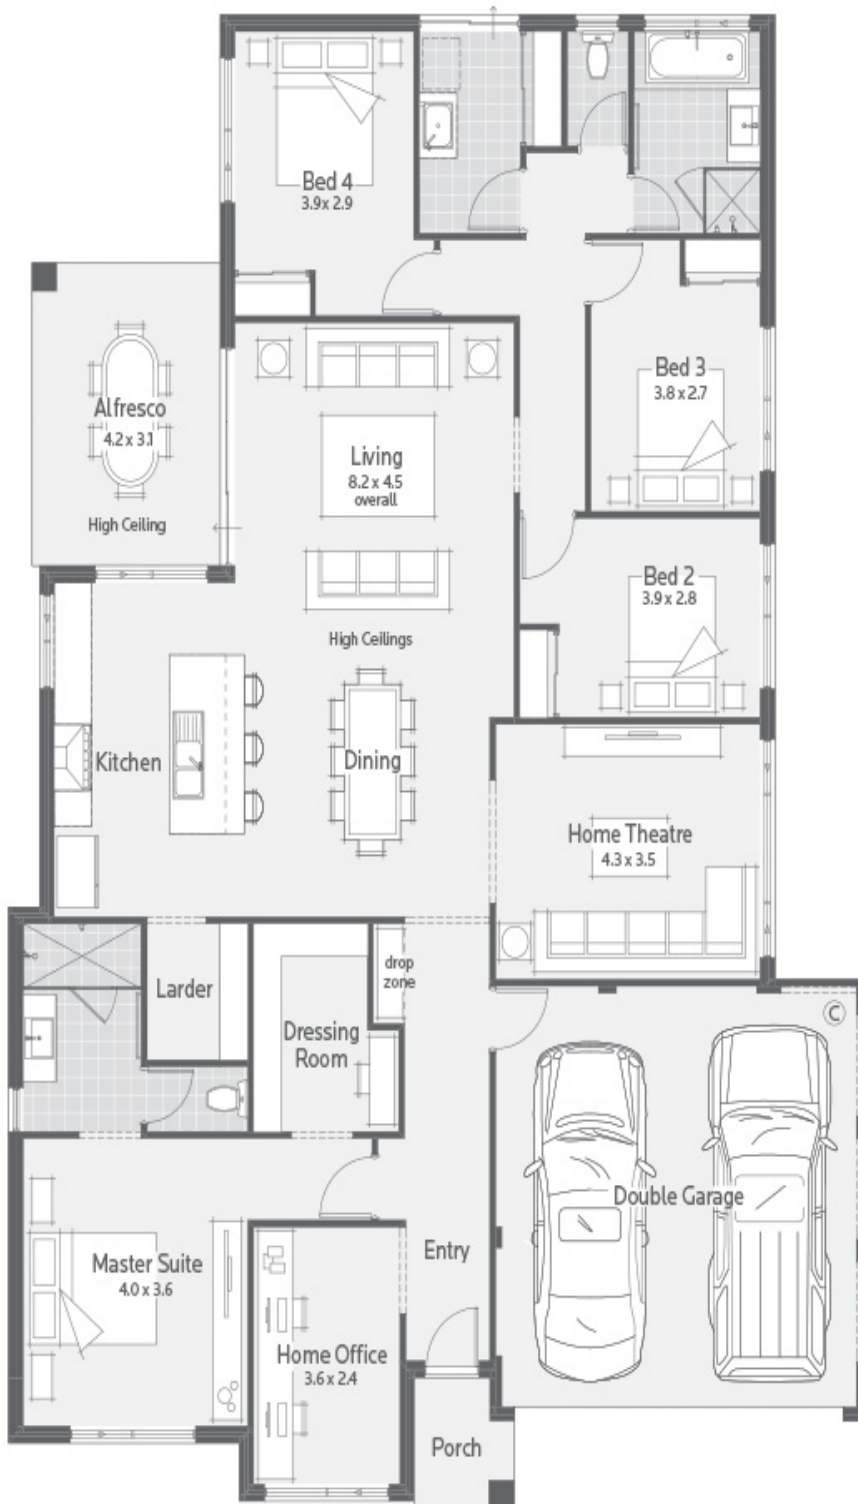 Bed 4
3.9 x 2.9
Bed 3
3.8 x 2.7
Alfresco
4.2 x 3.1
High Ceiling
Living
8.2 x 4.5
overall
Bed 2
3.9 x 2.8
High Ceilings
Kitchen
Dining
Home Theatre
4.3 x 3.5
Larder
drop
zone
Dressing
Room
C
Double Garage
Master Suite
4.0 x 3.6
Entry
Home Office
3.6 x 2.4
Porch